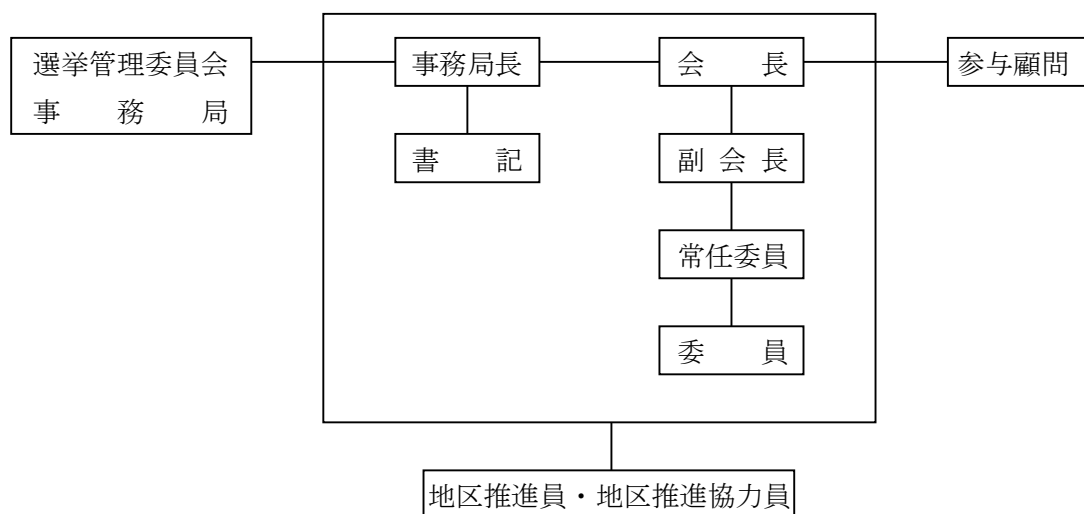 選挙管理委員会
事務局
事務局長
会長
参与顧問
書記
副会長
常任委員
委員
地区推進員・地区推進協力員